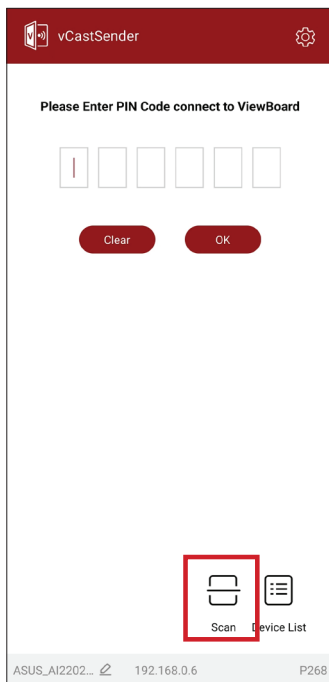 vCastSender
Please Enter PIN Code connect to ViewBoard
Clear OK
Scan Device List
ASUS_AI2202... 192.168.0.6 P268